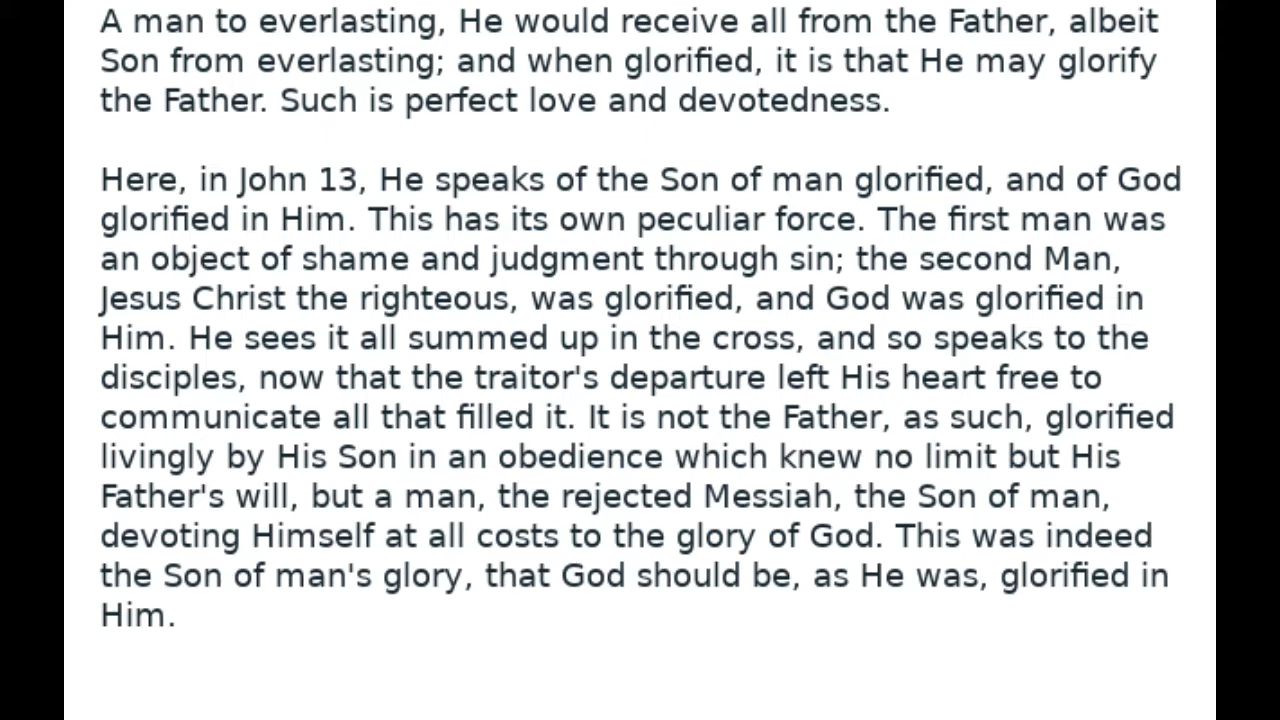 A man to everlasting, He would receive all from the Father, albeit
Son from everlasting; and when glorified, it is that He may glorify
the Father. Such is perfect love and devotedness.
Here, in John 13, He speaks of the Son of man glorified, and of God
glorified in Him. This has its own peculiar force. The first man was
an object of shame and judgment through sin; the second Man,
Jesus Christ the righteous, was glorified, and God was glorified in
Him. He sees it all summed up in the cross, and so speaks to the
disciples, now that the traitor's departure left His heart free to
communicate all that filled it. It is not the Father, as such, glorified
livingly by His Son in an obedience which knew no limit but His
Father's will, but a man, the rejected Messiah, the Son of man,
devoting Himself at all costs to the glory of God. This was indeed
the Son of man's glory, that God should be, as He was, glorified in
Him.